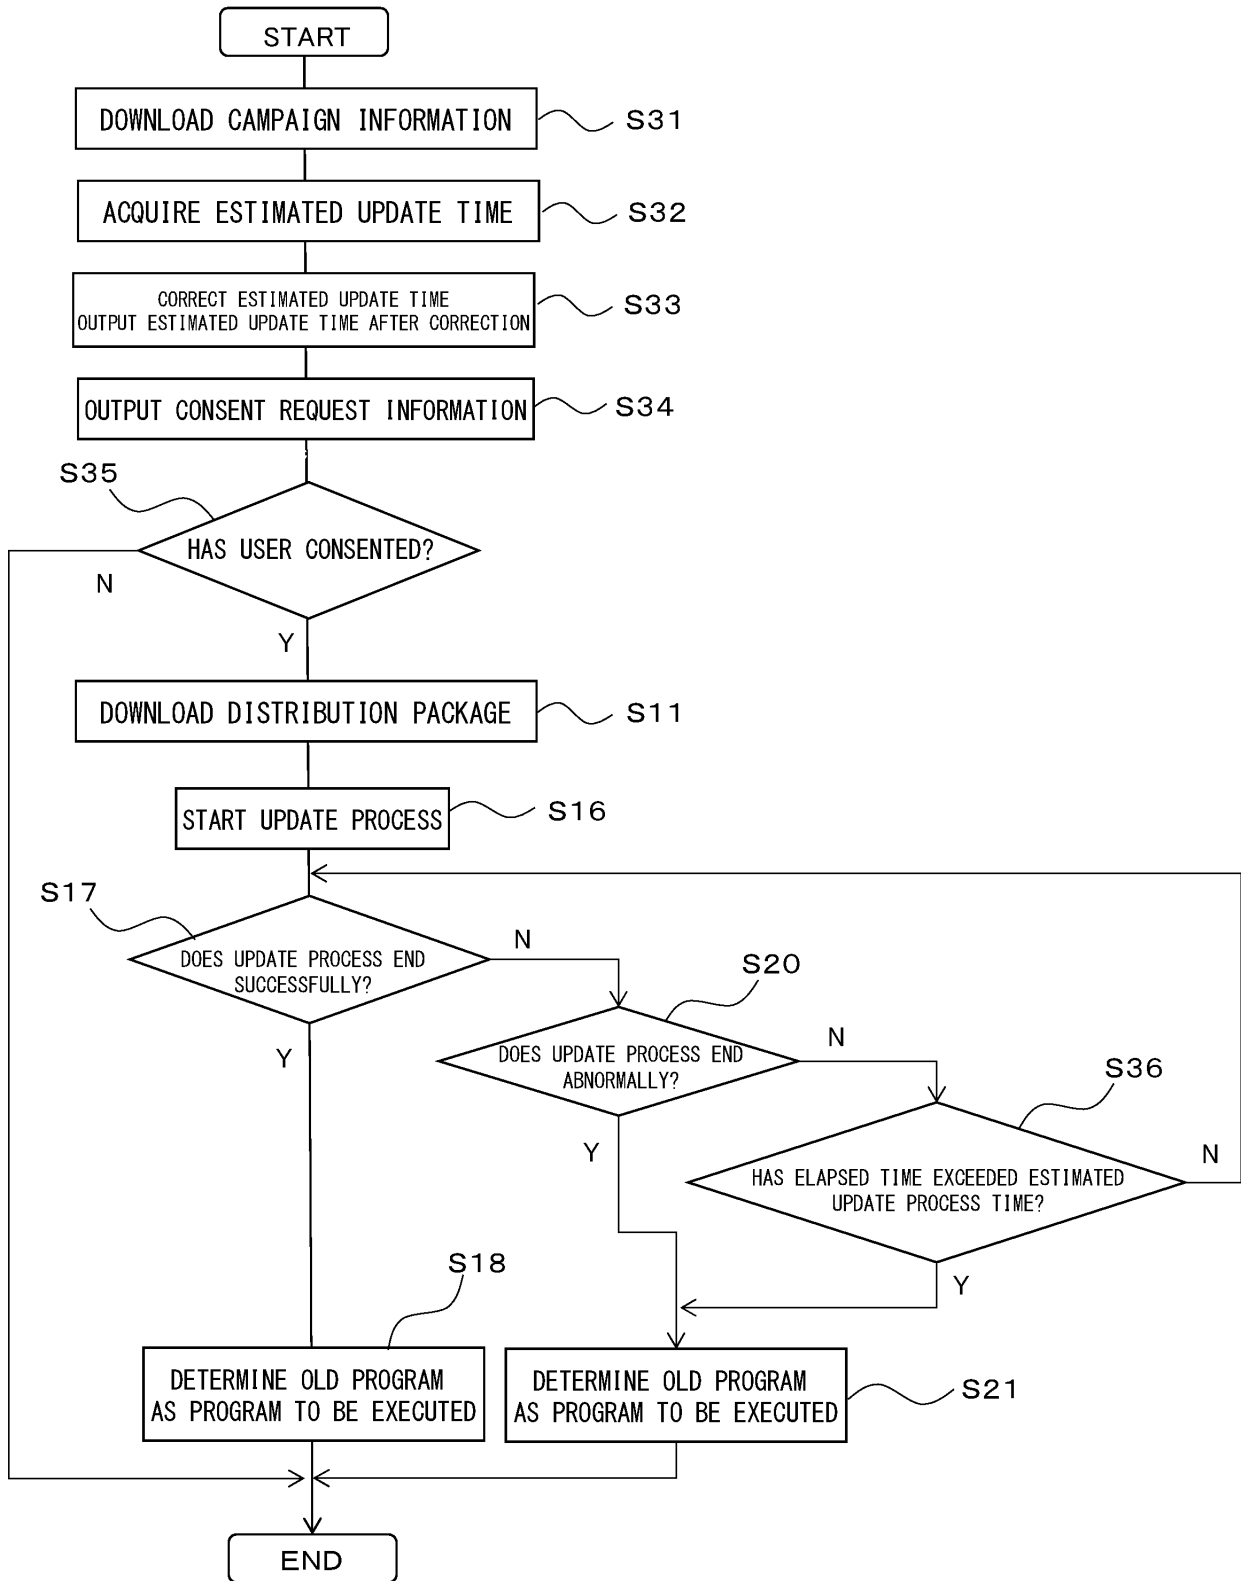 START
DOWNLOAD CAMPAIGN INFORMATION
S31
ACQUIRE ESTIMATED UPDATE TIME
S32
CORRECT ESTIMATED UPDATE TIME
OUTPUT ESTIMATED UPDATE TIME AFTER CORRECTION
S33
OUTPUT CONSENT REQUEST INFORMATION
S34
S35
HAS USER CONSENTED?
N
Y
DOWNLOAD DISTRIBUTION PACKAGE
S11
START UPDATE PROCESS
S16
S17
DOES UPDATE PROCESS END
SUCCESSFULLY?
N
Y
S20
DOES UPDATE PROCESS END
ABNORMALLY?
N
Y
S36
HAS ELAPSED TIME EXCEEDED ESTIMATED
UPDATE PROCESS TIME?
N
Y
S18
DETERMINE OLD PROGRAM
AS PROGRAM TO BE EXECUTED
DETERMINE OLD PROGRAM
AS PROGRAM TO BE EXECUTED
S21
END